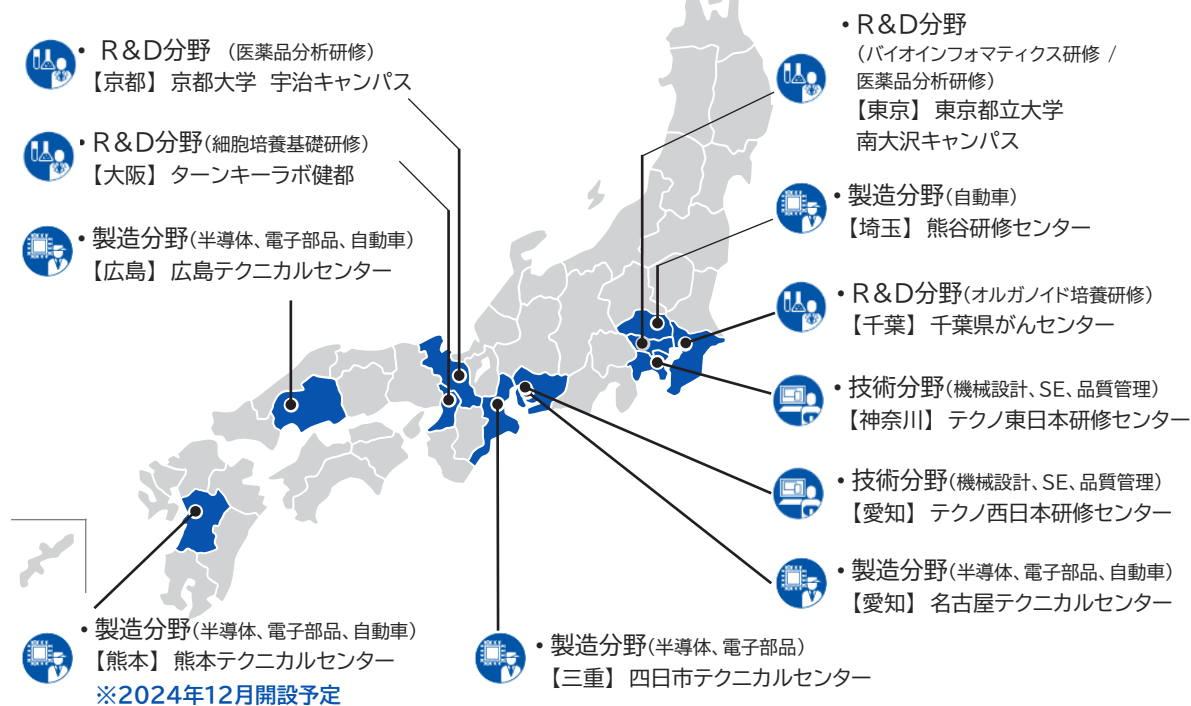 ・R&D分野 (医薬品分析研修)
【京都】 京都大学 宇治キャンパス
・R&D分野(細胞培養基礎研修)
【大阪】 ターンキーラボ健都
・製造分野(半導体、電子部品、自動車)
【広島】 広島テクニカルセンター
・製造分野(半導体、電子部品、自動車)
【熊本】 熊本テクニカルセンター
※2024年12月開設予定
・製造分野(半導体、電子部品)
【三重】 四日市テクニカルセンター
・R&D分野
(バイオインフォマティクス研修 /
医薬品分析研修)
【東京】 東京都立大学
南大沢キャンパス
・製造分野(自動車)
【埼玉】 熊谷研修センター
・R&D分野(オルガノイド培養研修)
【千葉】 千葉県がんセンター
・技術分野(機械設計、SE、品質管理)
【神奈川】 テクノ東日本研修センター
・技術分野(機械設計、SE、品質管理)
【愛知】 テクノ西日本研修センター
・製造分野(半導体、電子部品、自動車)
【愛知】 名古屋テクニカルセンター